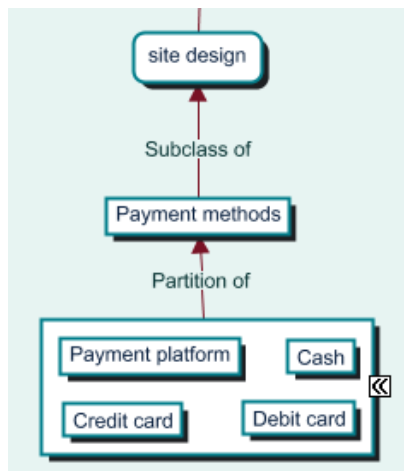 site design
Subclass of
Payment methods
Partition of
Payment platform
Cash
Credit card
Debit card